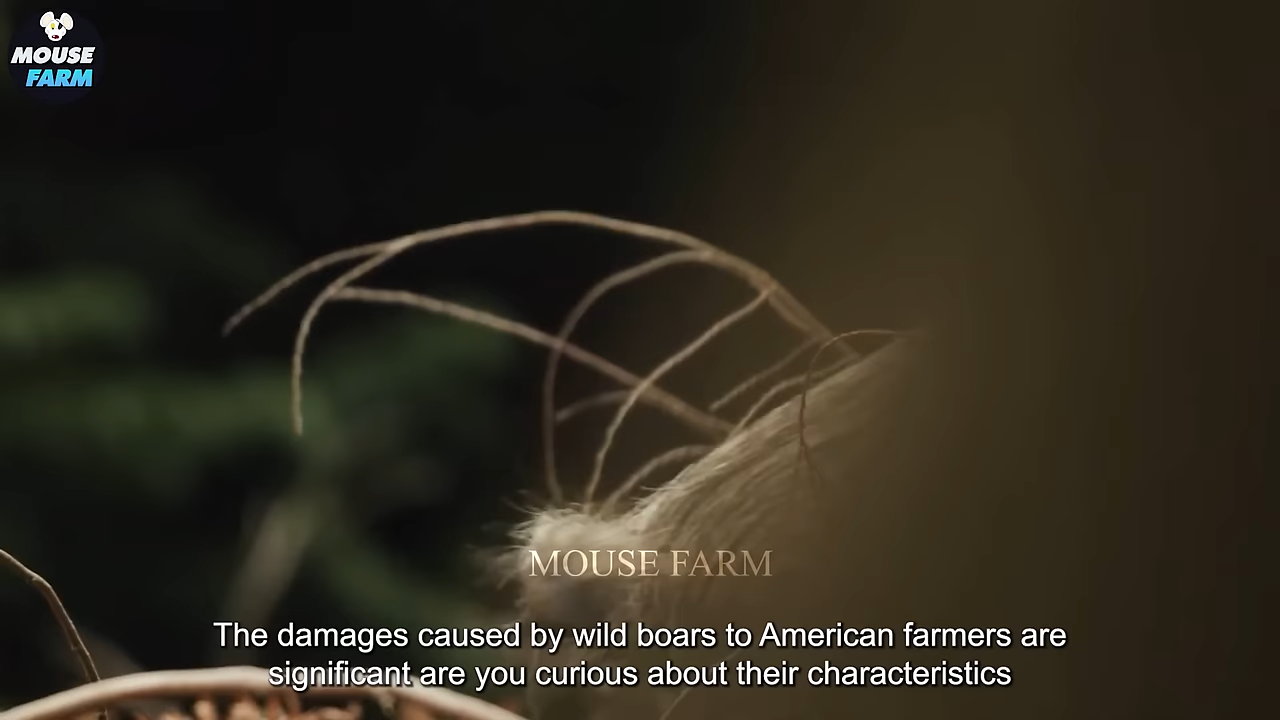 MOUSE
FARM
MOUSE FARM
The damages caused by wild boars to American farmers are
significant are you curious about their characteristics